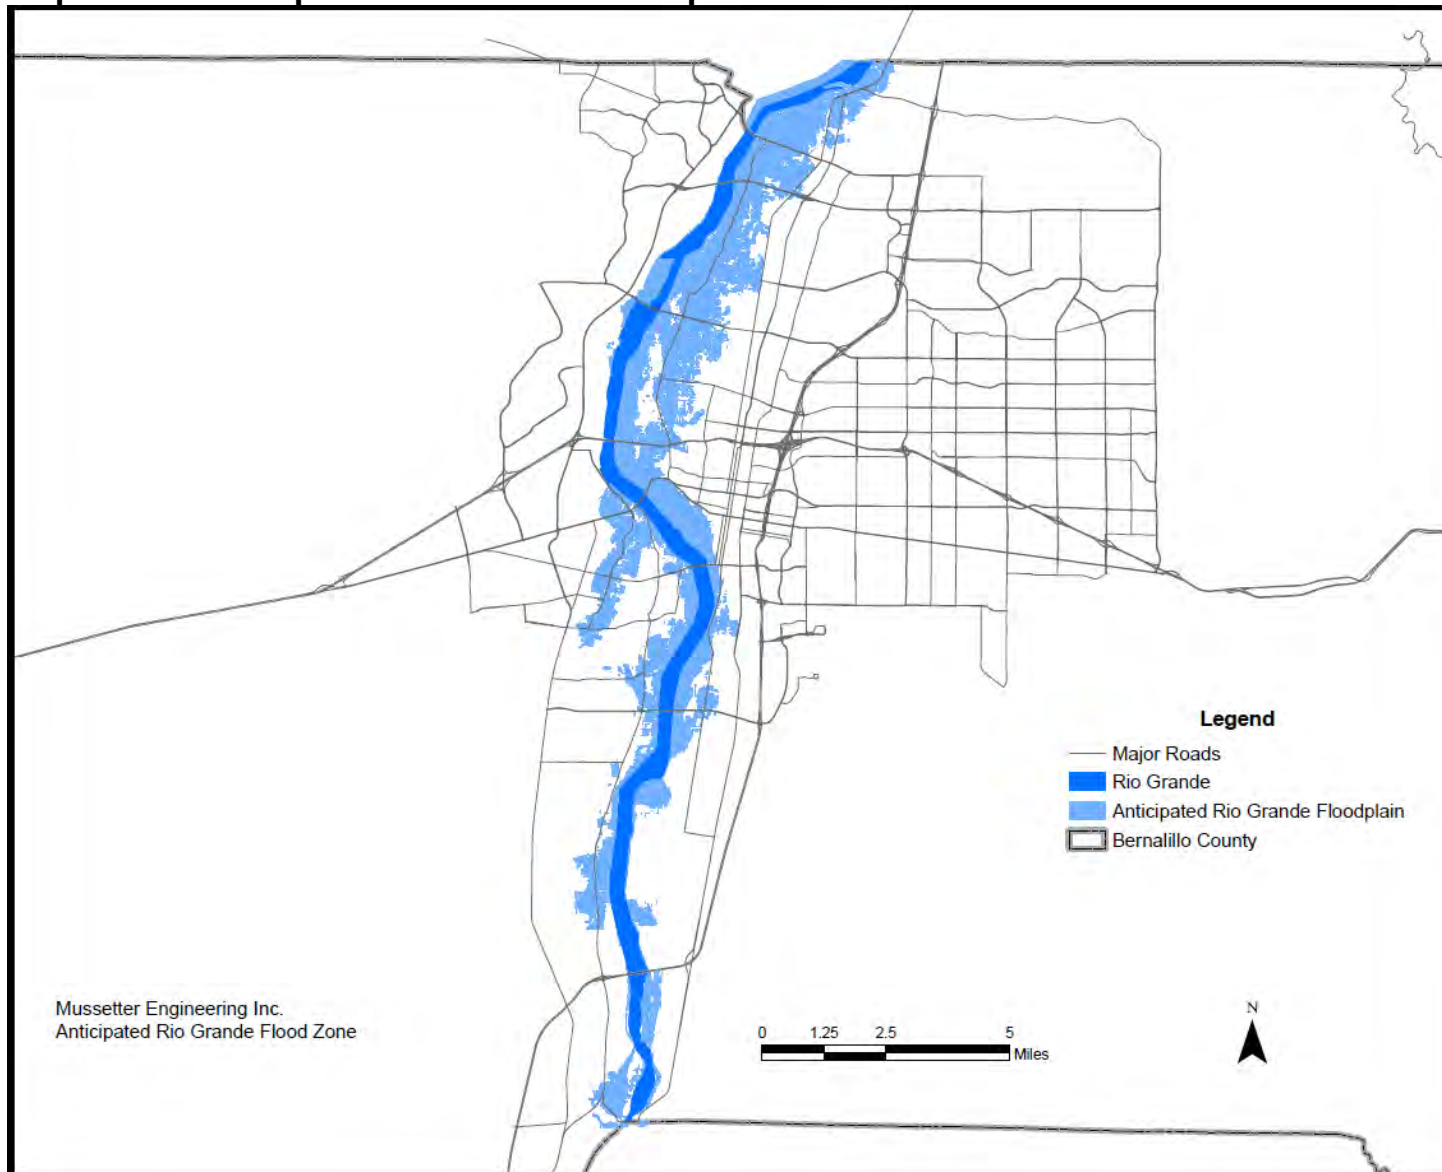 Legend
Major Roads
Rio Grande
Anticipated Rio Grande Floodplain
Bernalillo County
Mussetter Engineering Inc.
Anticipated Rio Grande Flood Zone
0 1.25 2.5 5
Miles
N